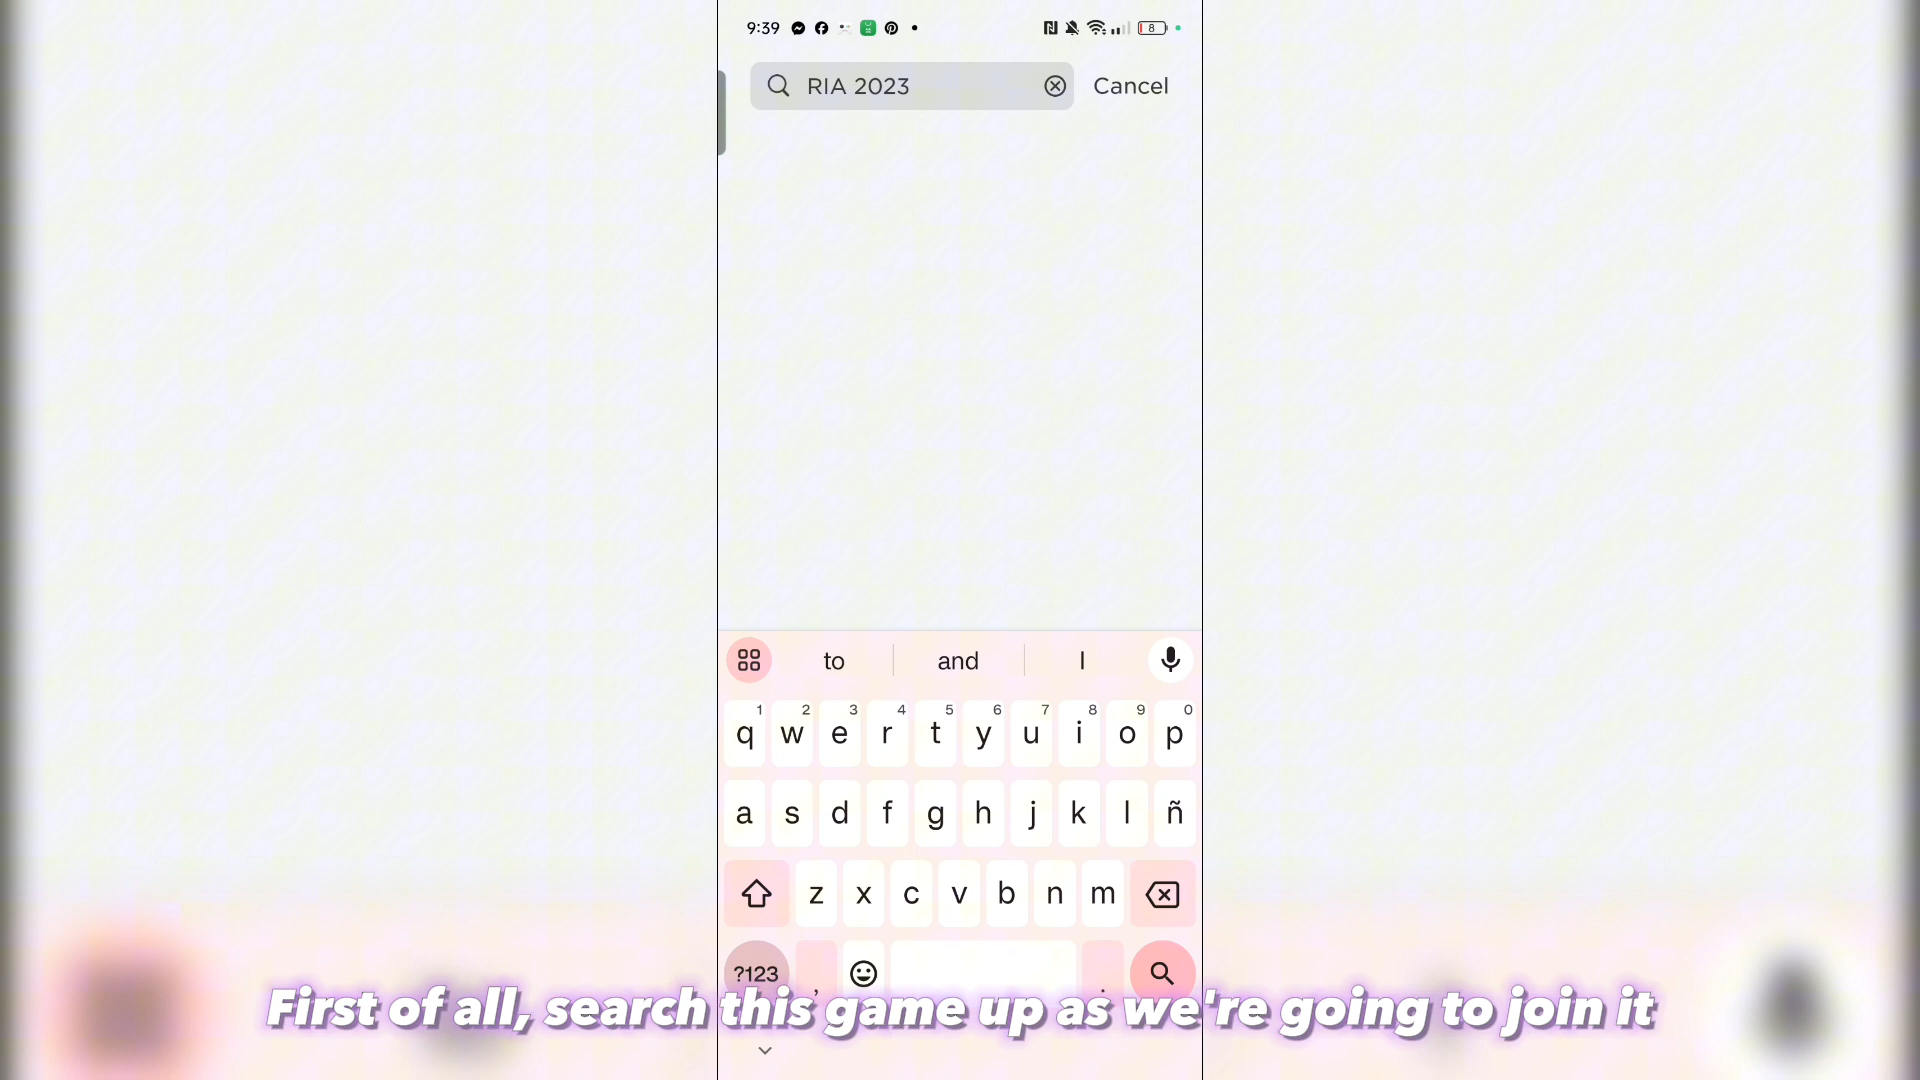 9:39
8
RIA 2023
Cancel
to and I
1 2 3 4 5 6 7 8 9 0
q w e r t y u i o p
a s d f g h j k l ñ
z x c v b n m
?123 , .
First of all, search this game up as we're going to join it